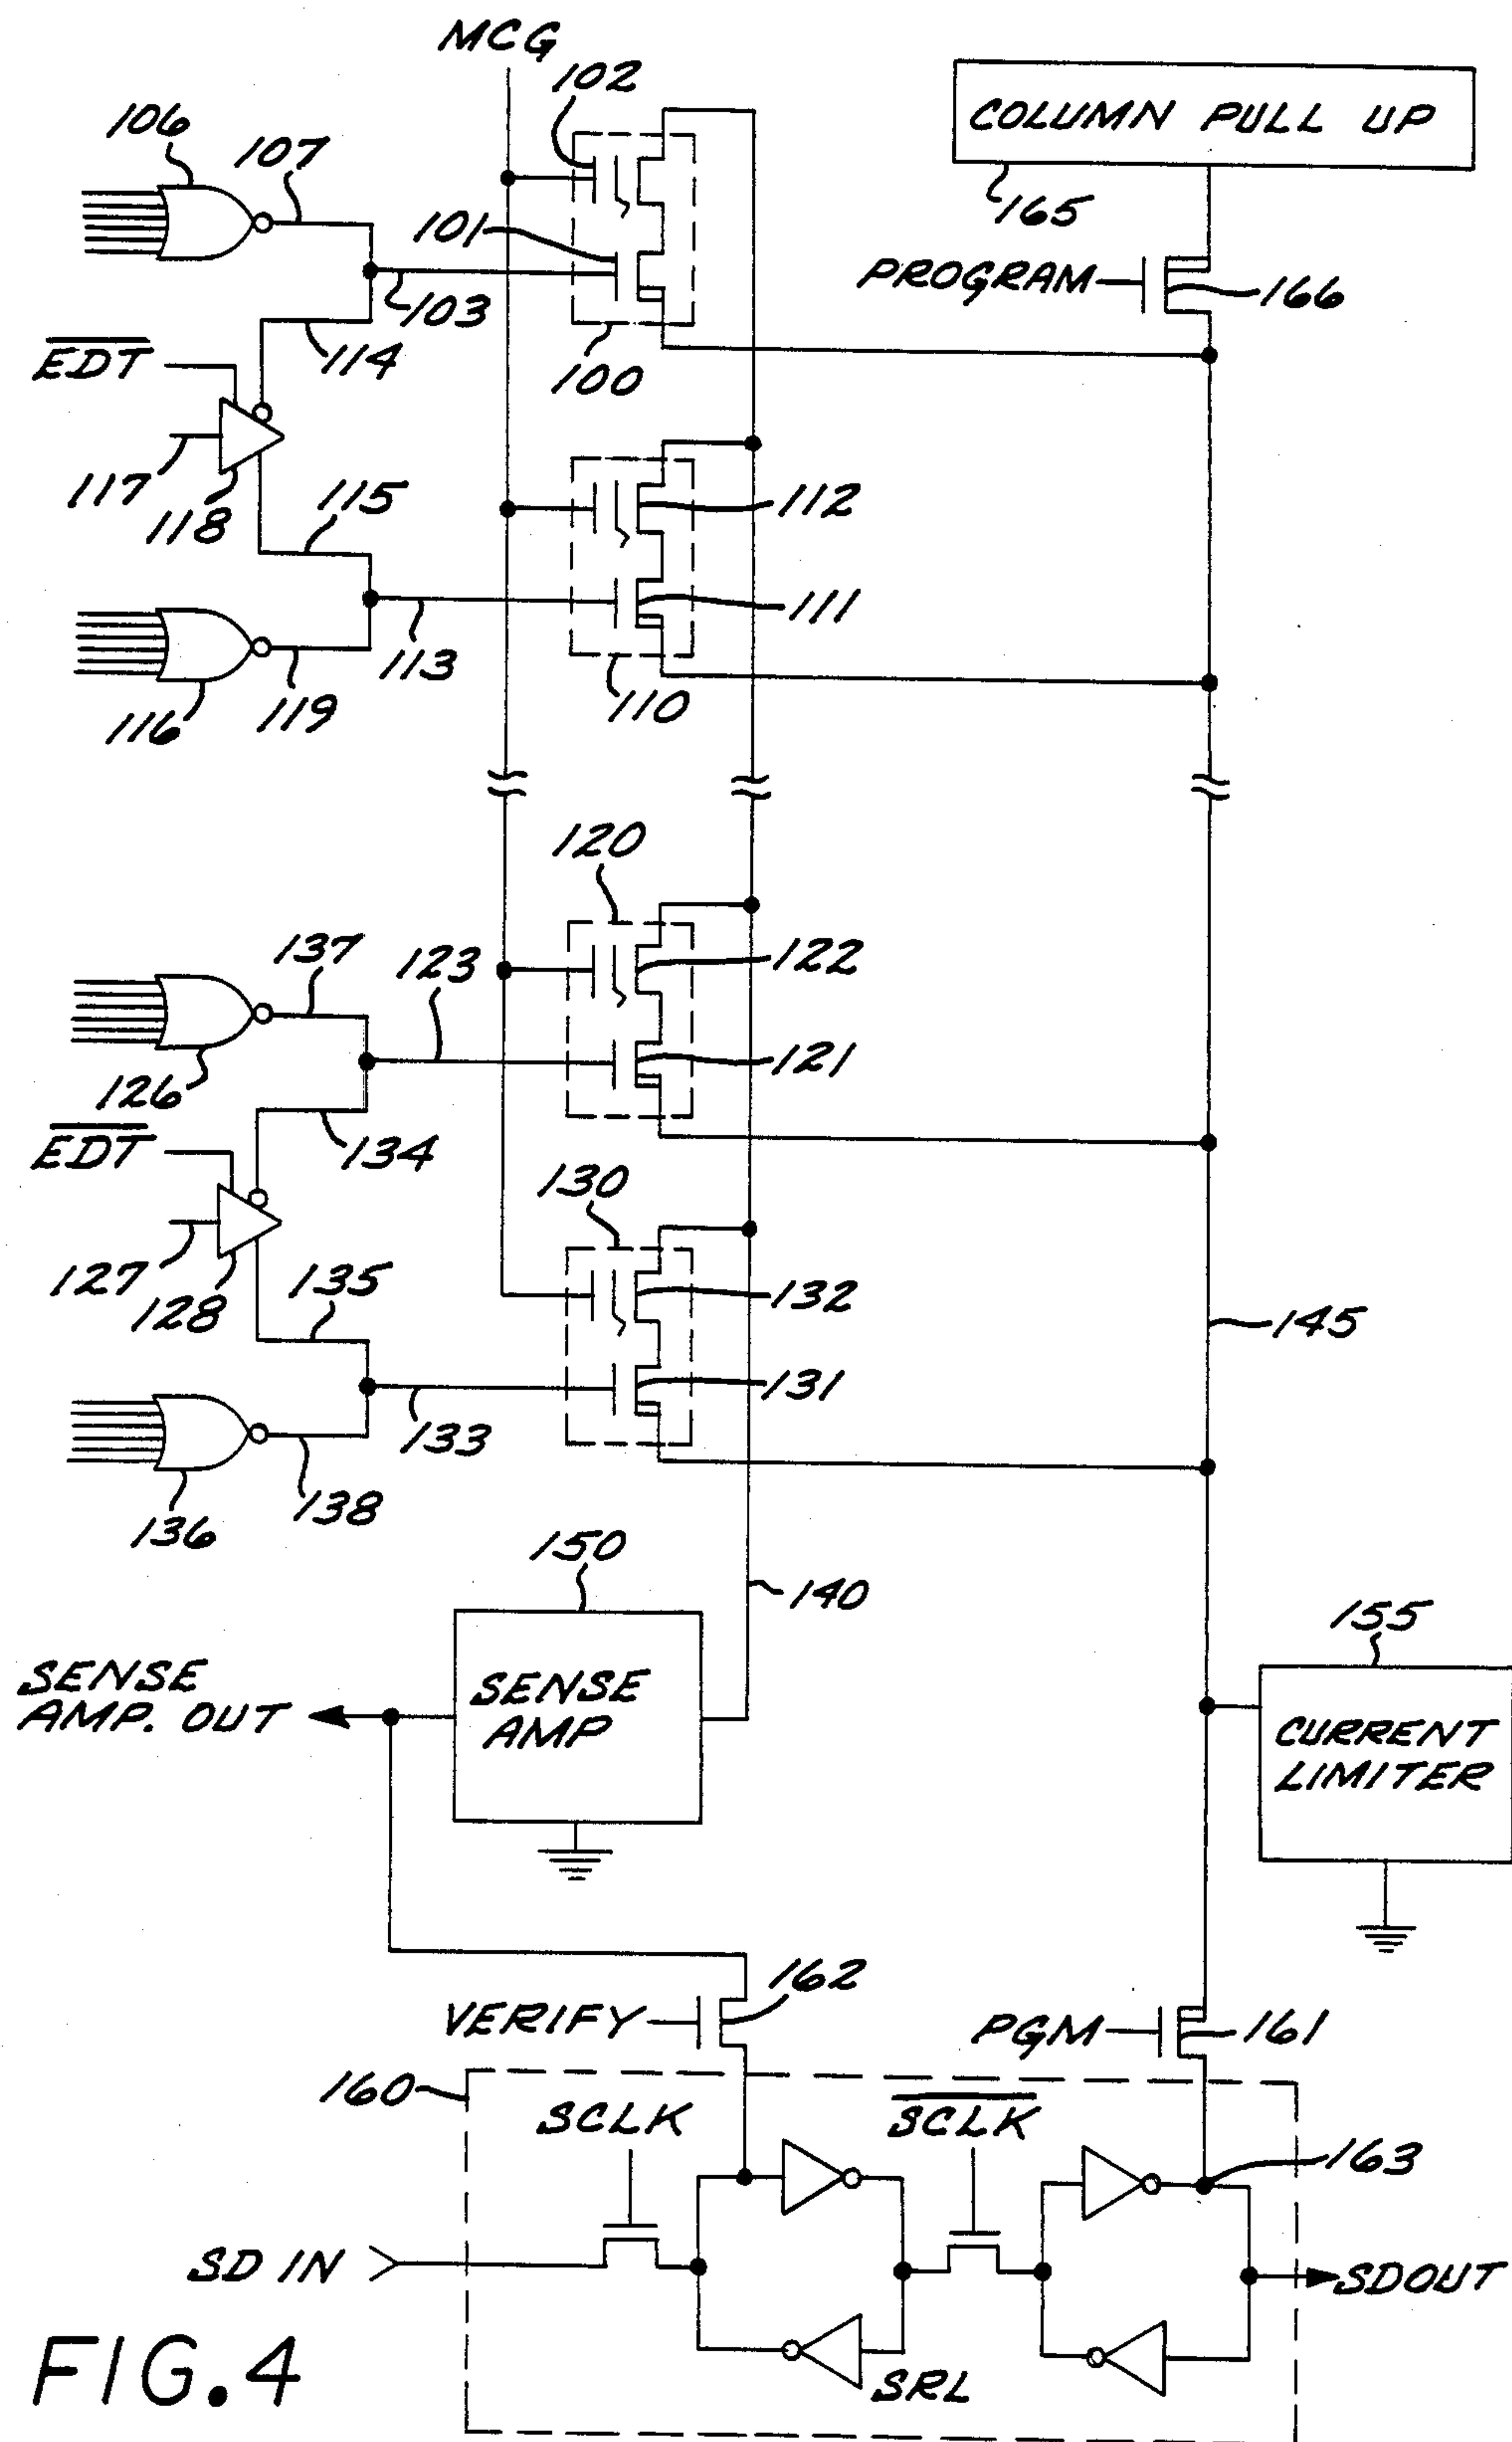 MCG
102
COLUMN PULL UP
106
107
165
101
PROGRAM
166
103
EDT
114
100
117
118
115
112
111
116
119
113
110
120
137
123
122
126
121
EDT
134
130
127
128
135
132
145
133
131
136
138
150
140
155
SENSE
AMP. OUT
SENSE
AMP
CURRENT
LIMITER
162
VERIFY
PGM
161
160
SCLK
SCLK
163
SD IN
SDOUT
SRL
FIG. 4